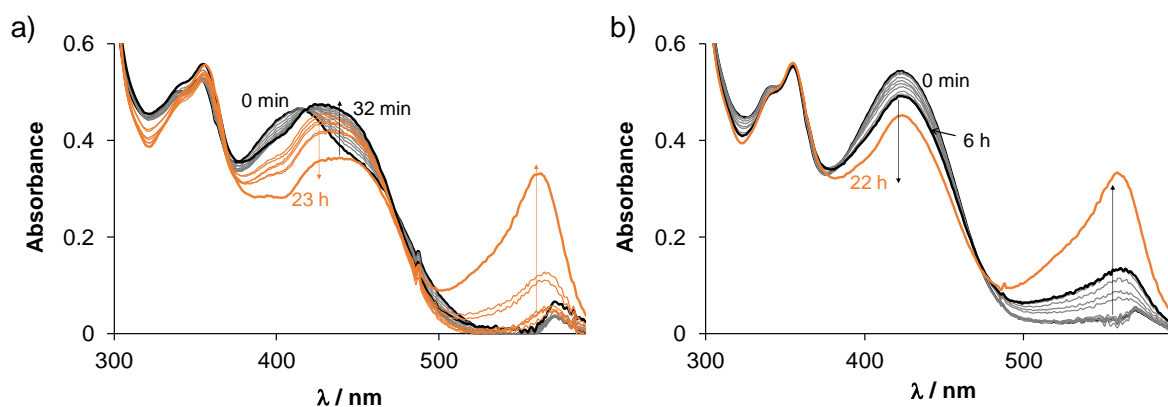 a)
0.6
0.4
0.2
0
300
400
500
Absorbance
λ / nm
0 min
32 min
23 h
b)
0.6
0.4
0.2
0
300
400
500
Absorbance
λ / nm
0 min
6 h
22 h